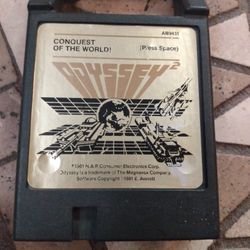 AB9431
CONQUEST
OF THE WORLD! (Press Space)
ODYSSEY²
©1981 N.A.P. Consumer Electronics Corp.
Odyssey is a trademark of The Magnavox Company
Software Copyright 1981 E. Averett